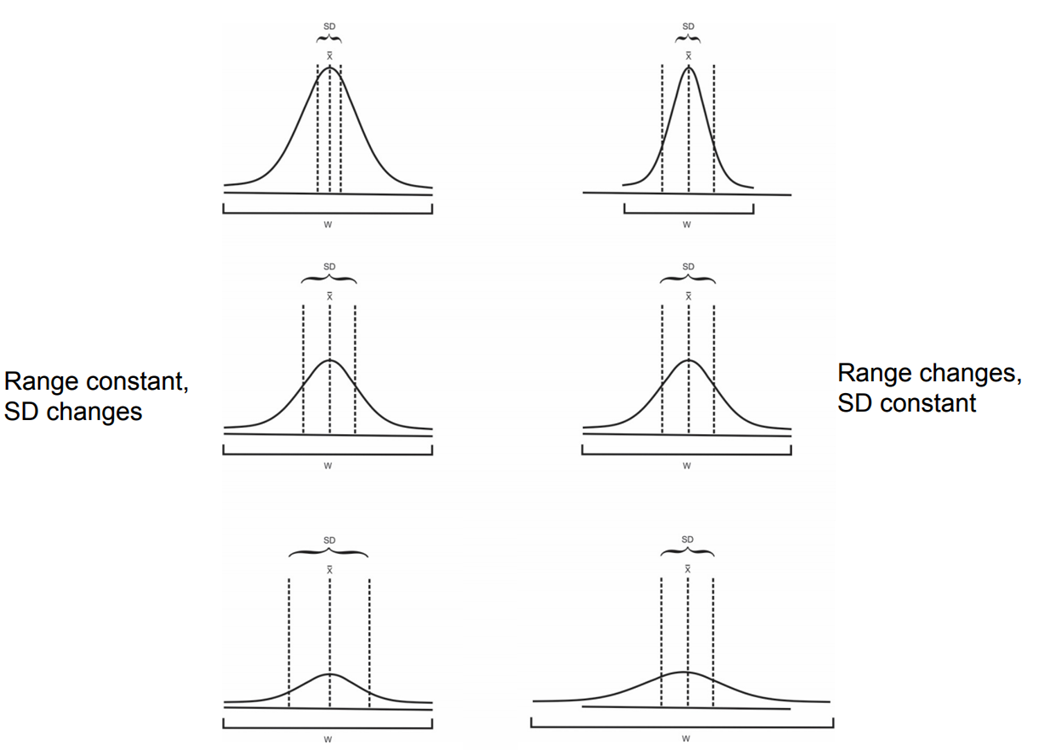 SD
x̄
w
SD
x̄
w
SD
x̄
w
SD
x̄
w
Range constant,
SD changes
Range changes,
SD constant
SD
x̄
w
SD
x̄
w